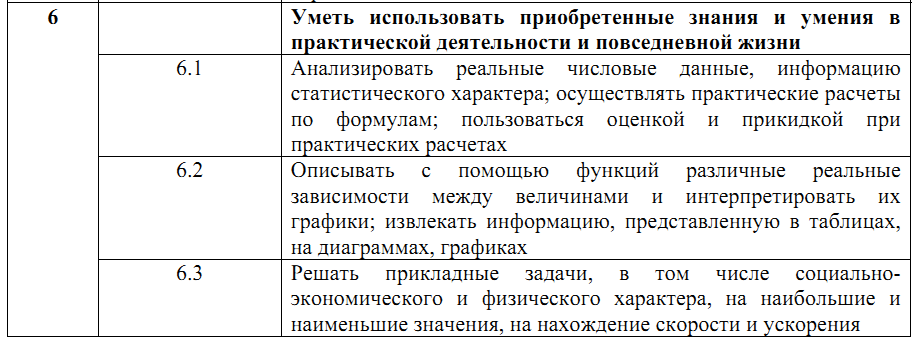 6 Уметь использовать приобретенные знания и умения в
практической деятельности и повседневной жизни
6.1 Анализировать реальные числовые данные, информацию
статистического характера; осуществлять практические расчеты
по формулам; пользоваться оценкой и прикидкой при
практических расчетах
6.2 Описывать с помощью функций различные реальные
зависимости между величинами и интерпретировать их
графики; извлекать информацию, представленную в таблицах,
на диаграммах, графиках
6.3 Решать прикладные задачи, в том числе социально-
экономического и физического характера, на наибольшие и
наименьшие значения, на нахождение скорости и ускорения